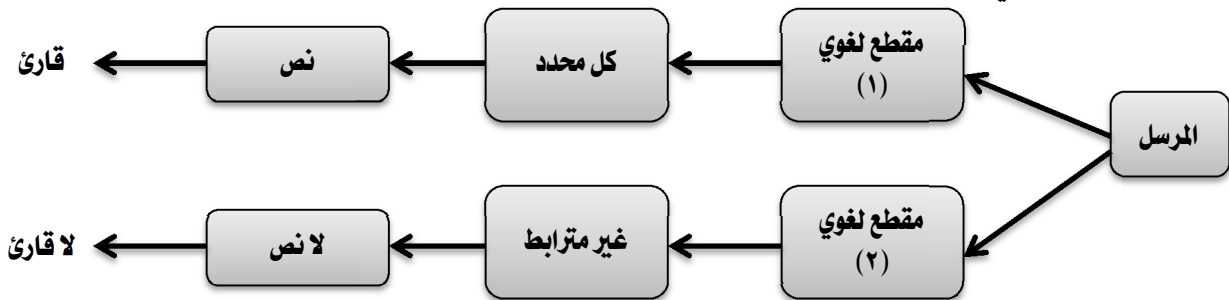 المرسل
مقطع لغوي
(١)
كل محدد
نص
قارئ
مقطع لغوي
(٢)
غير مترابط
لا نص
لا قارئ